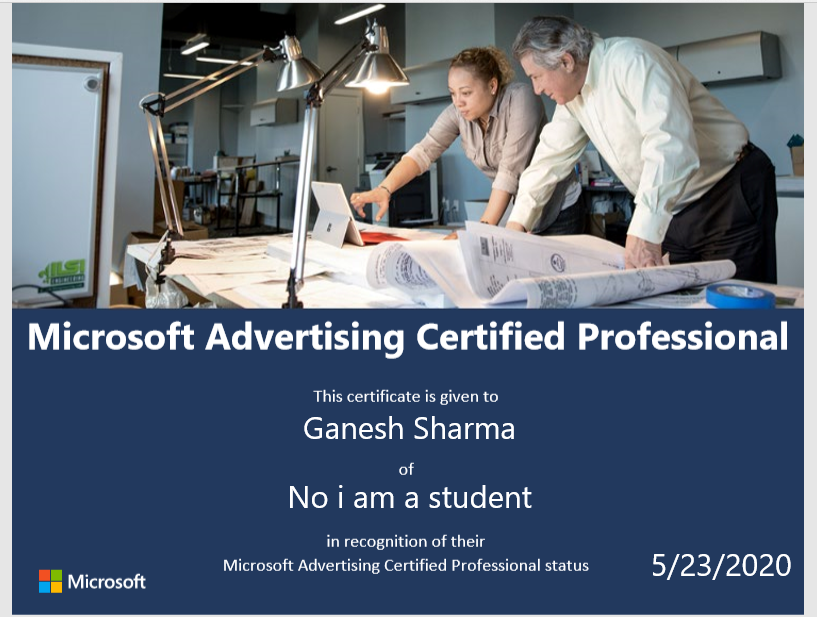 Microsoft Advertising Certified Professional
This certificate is given to
Ganesh Sharma
of
No i am a student
in recognition of their
Microsoft Advertising Certified Professional status
5/23/2020
Microsoft